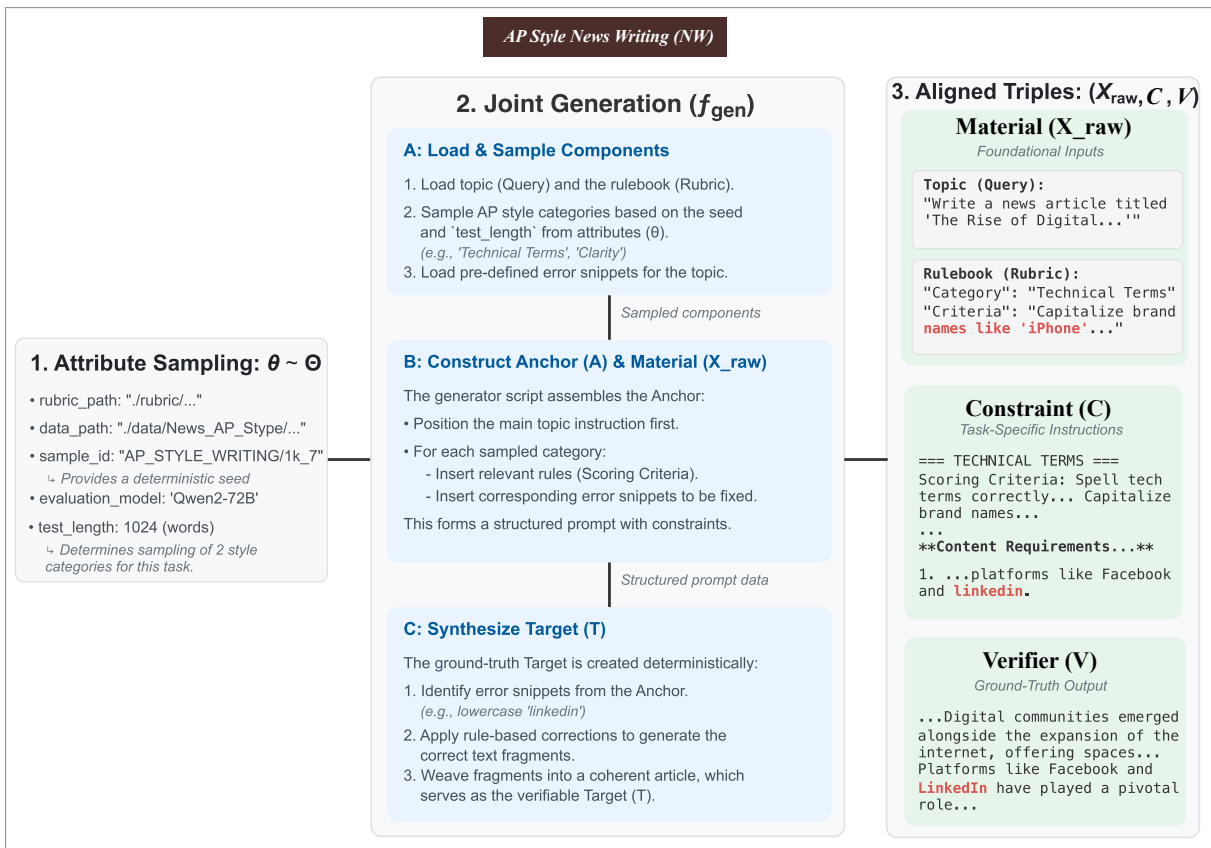 AP Style News Writing (NW)
1. Attribute Sampling: θ ~ Θ
• rubric_path: "./rubric/..."
• data_path: "./data/News_AP_Stype/..."
• sample_id: "AP_STYLE_WRITING/1k_7"
↳ Provides a deterministic seed
• evaluation_model: 'Qwen2-72B'
• test_length: 1024 (words)
↳ Determines sampling of 2 style
categories for this task.
2. Joint Generation (fgen)
A: Load & Sample Components
1. Load topic (Query) and the rulebook (Rubric).
2. Sample AP style categories based on the seed
and `test_length` from attributes (θ).
(e.g., 'Technical Terms', 'Clarity')
3. Load pre-defined error snippets for the topic.
Sampled components
B: Construct Anchor (A) & Material (X_raw)
The generator script assembles the Anchor:
• Position the main topic instruction first.
• For each sampled category:
- Insert relevant rules (Scoring Criteria).
- Insert corresponding error snippets to be fixed.
This forms a structured prompt with constraints.
Structured prompt data
C: Synthesize Target (T)
The ground-truth Target is created deterministically:
1. Identify error snippets from the Anchor.
(e.g., lowercase 'linkedin')
2. Apply rule-based corrections to generate the
correct text fragments.
3. Weave fragments into a coherent article, which
serves as the verifiable Target (T).
3. Aligned Triples: (Xraw, C , V)
Material (X_raw)
Foundational Inputs
Topic (Query):
"Write a news article titled
'The Rise of Digital...'"
Rulebook (Rubric):
"Category": "Technical Terms"
"Criteria": "Capitalize brand
names like 'iPhone'..."
Constraint (C)
Task-Specific Instructions
=== TECHNICAL TERMS ===
Scoring Criteria: Spell tech
terms correctly... Capitalize
brand names...
...
**Content Requirements...**
1. ...platforms like Facebook
and linkedin.
Verifier (V)
Ground-Truth Output
...Digital communities emerged
alongside the expansion of the
internet, offering spaces...
Platforms like Facebook and
LinkedIn have played a pivotal
role...